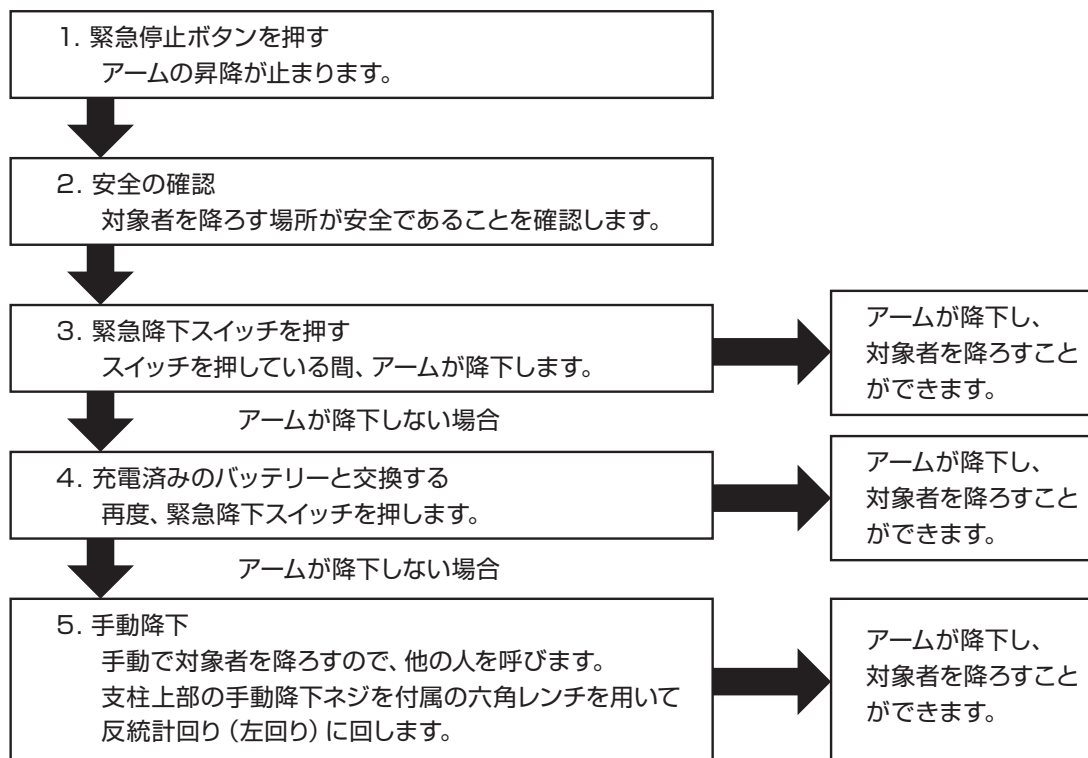 1. 緊急停止ボタンを押す
アームの昇降が止まります。
2. 安全の確認
対象者を降ろす場所が安全であることを確認します。
3. 緊急降下スイッチを押す
スイッチを押している間、アームが降下します。
アームが降下し、
対象者を降ろすこと
ができます。
アームが降下しない場合
4. 充電済みのバッテリーと交換する
再度、緊急降下スイッチを押します。
アームが降下し、
対象者を降ろすこと
ができます。
アームが降下しない場合
5. 手動降下
手動で対象者を降ろすので、他の人を呼びます。
支柱上部の手動降下ネジを付属の六角レンチを用いて
反統計回り（左回り）に回します。
アームが降下し、
対象者を降ろすこと
ができます。